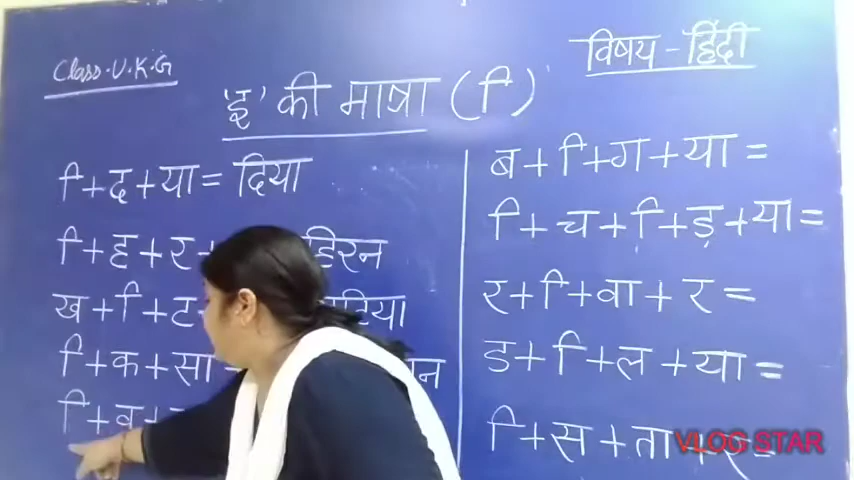 Class.U.K.G
विषय - हिंदी
'इ' की मात्रा (ि)
ि+द+या= दिया
ि+ह+र+ हिरन
ख+ि+ट
ि+क+सा
ि+व+
ब+ि+ग+या=
ि+च+ि+ड़+या=
र+ि+वा+र=
ड+ि+ल+या=
ि+स+ता+र=
VLOG STAR